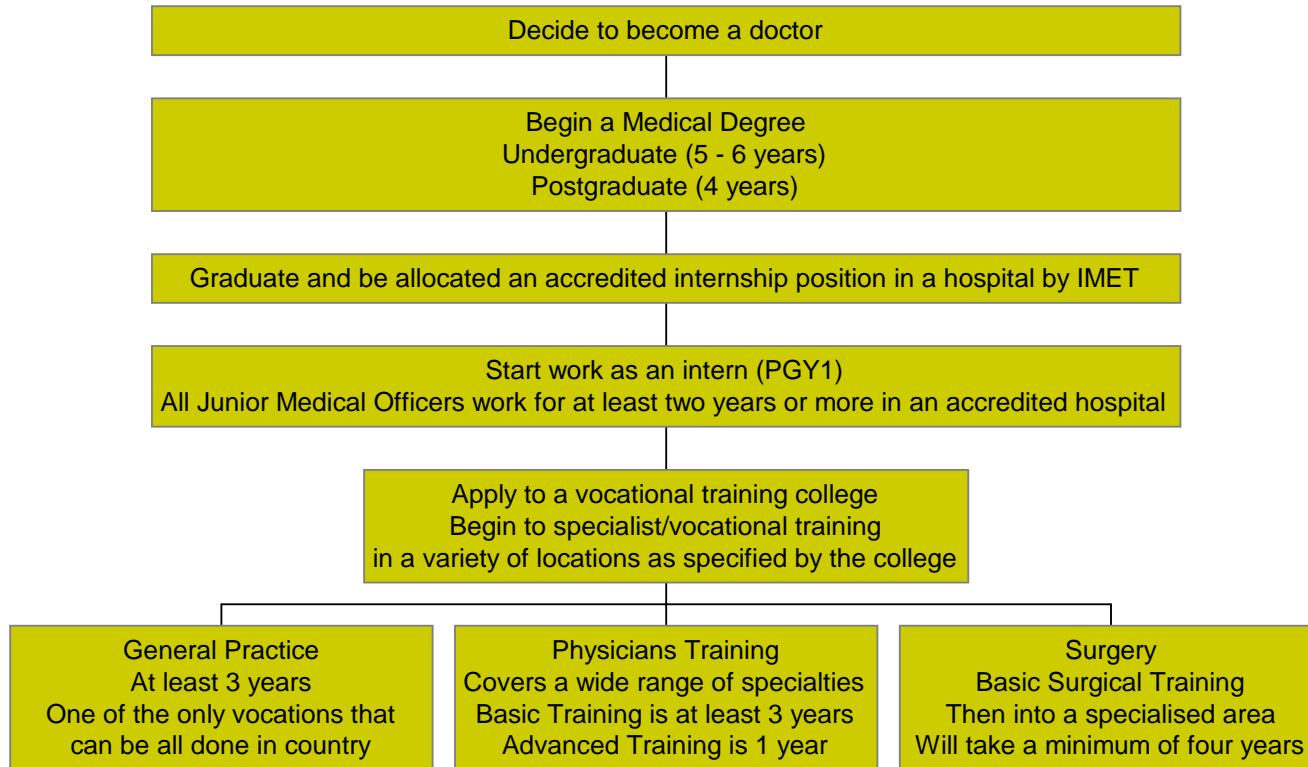 Decide to become a doctor
Begin a Medical Degree
Undergraduate (5 - 6 years)
Postgraduate (4 years)
Graduate and be allocated an accredited internship position in a hospital by IMET
Start work as an intern (PGY1)
All Junior Medical Officers work for at least two years or more in an accredited hospital
Apply to a vocational training college
Begin to specialist/vocational training
in a variety of locations as specified by the college
General Practice
At least 3 years
One of the only vocations that
can be all done in country
Physicians Training
Covers a wide range of specialties
Basic Training is at least 3 years
Advanced Training is 1 year
Surgery
Basic Surgical Training
Then into a specialised area
Will take a minimum of four years